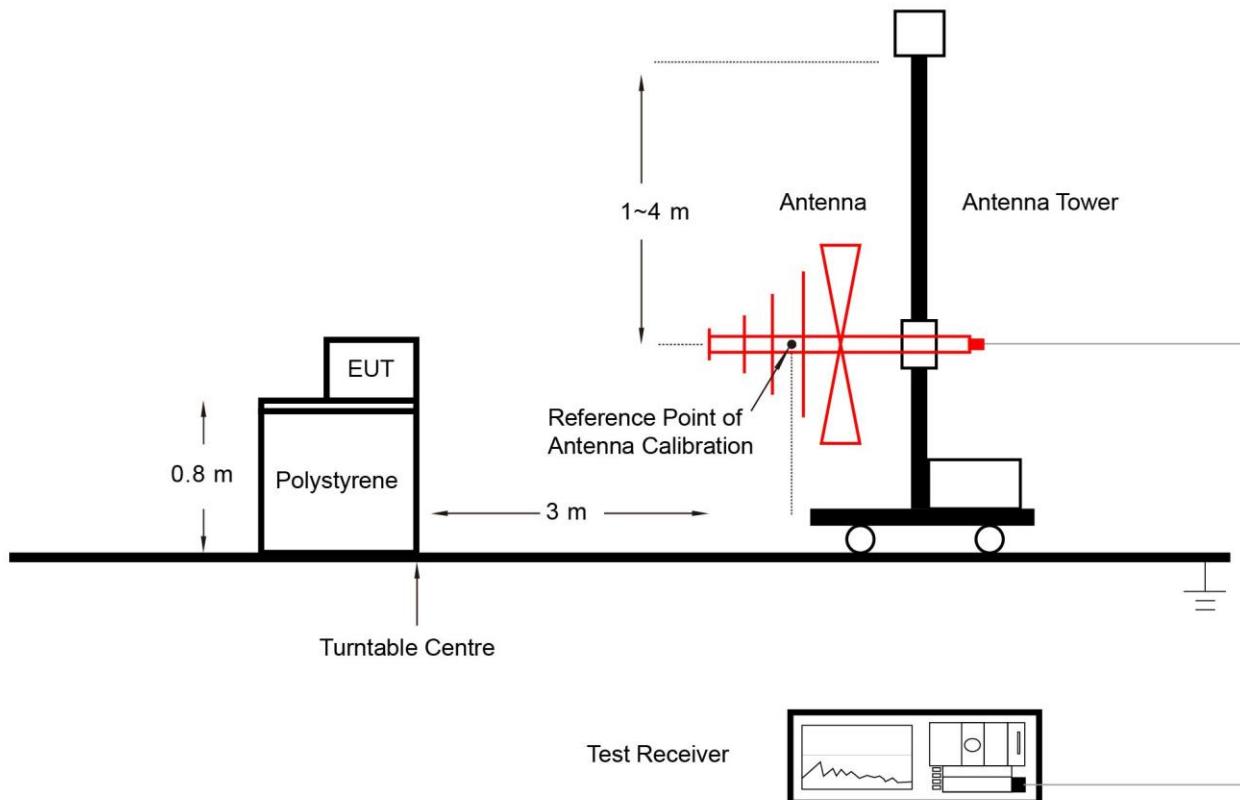 1~4 m
Antenna
Antenna Tower
EUT
Reference Point of
Antenna Calibration
0.8 m
Polystyrene
3 m
Turntable Centre
Test Receiver